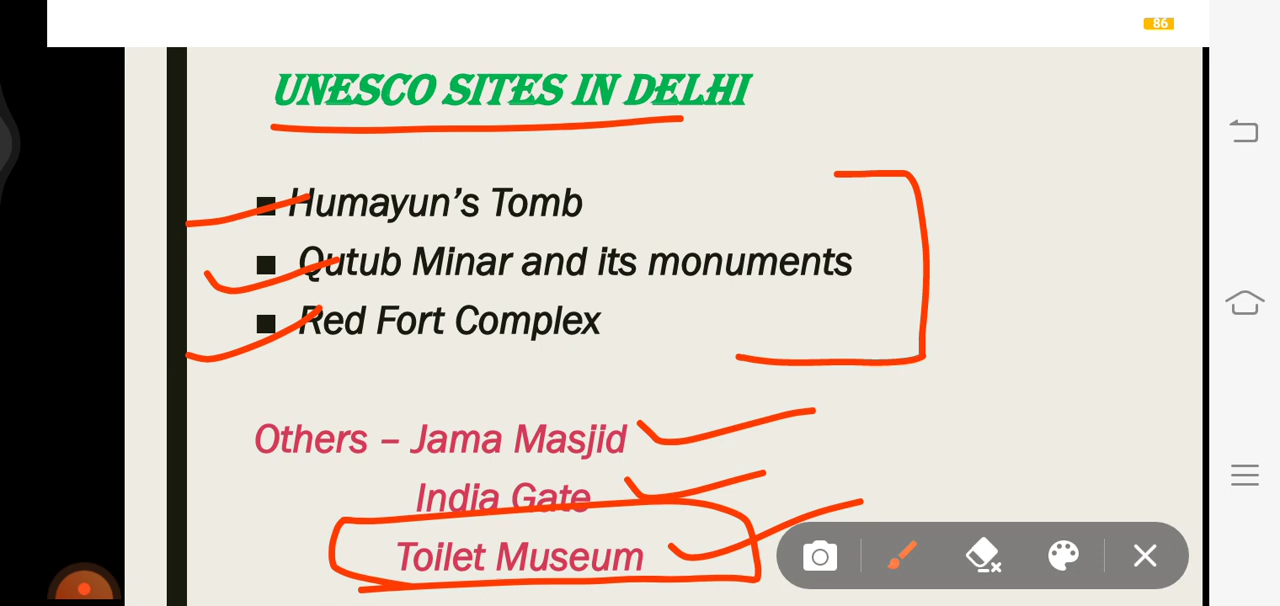 86
UNESCO SITES IN DELHI
■ Humayun's Tomb
■ Qutub Minar and its monuments
■ Red Fort Complex
Others – Jama Masjid
India Gate
Toilet Museum